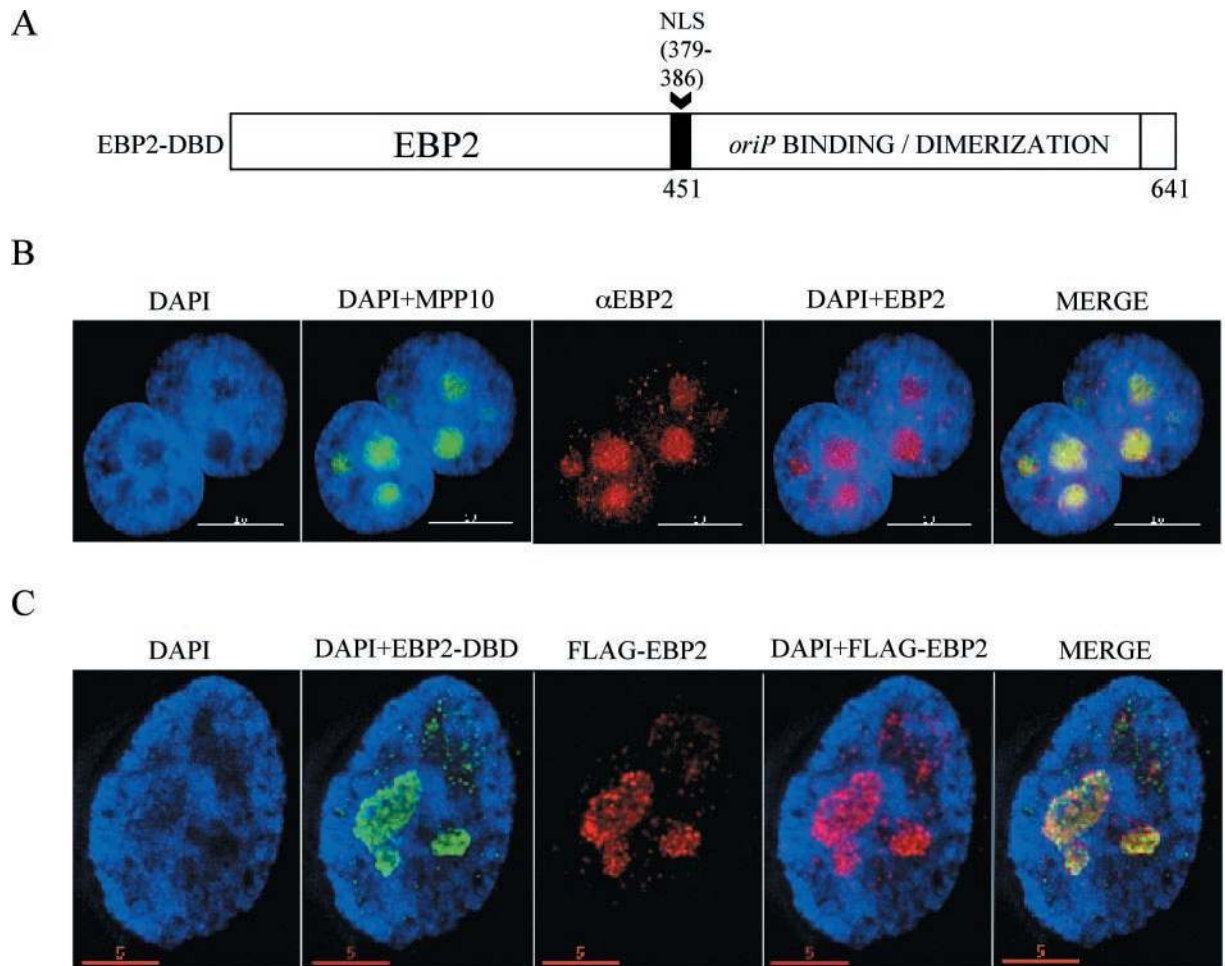 A
NLS
(379-
386)
EBP2-DBD
EBP2
oriP BINDING / DIMERIZATION
451
641
B
DAPI
DAPI+MPP10
αEBP2
DAPI+EBP2
MERGE
C
DAPI
DAPI+EBP2-DBD
FLAG-EBP2
DAPI+FLAG-EBP2
MERGE
5
5
5
5
5